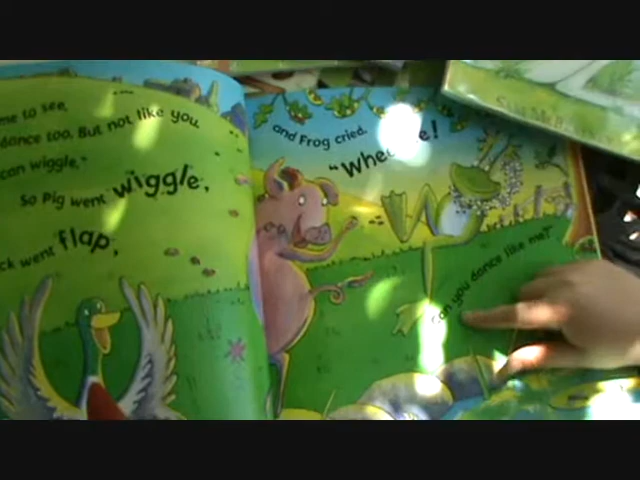 me to see,
dance too. But not like you.
can wiggle."
So Pig went wiggle,
ck went flap,
and Frog cried,
"Whe e!
can you dance like me?"